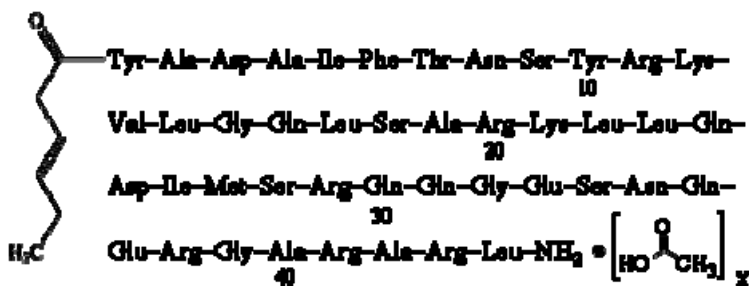 O
Tyr-Ala-Asp-Ala-Ile-Phe-Thr-Asn-Ser-Tyr-Arg-Lys-
10
Val-Leu-Gly-Gln-Leu-Ser-Ala-Arg-Lys-Leu-Leu-Gln-
20
Asp-Ile-Met-Ser-Arg-Gln-Gln-Gly-Glu-Ser-Asn-Gln-
30
H₃C Glu-Arg-Gly-Ala-Arg-Ala-Arg-Leu-NH₂ • [HO O CH₃]x
40